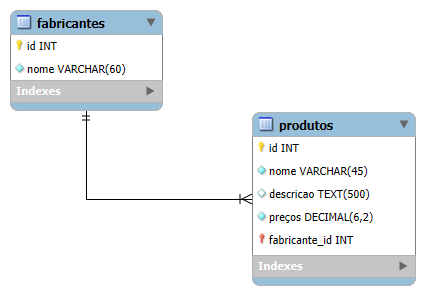 fabricantes
id INT
nome VARCHAR(60)
Indexes
produtos
id INT
nome VARCHAR(45)
descricao TEXT(500)
preços DECIMAL(6,2)
fabricante_id INT
Indexes